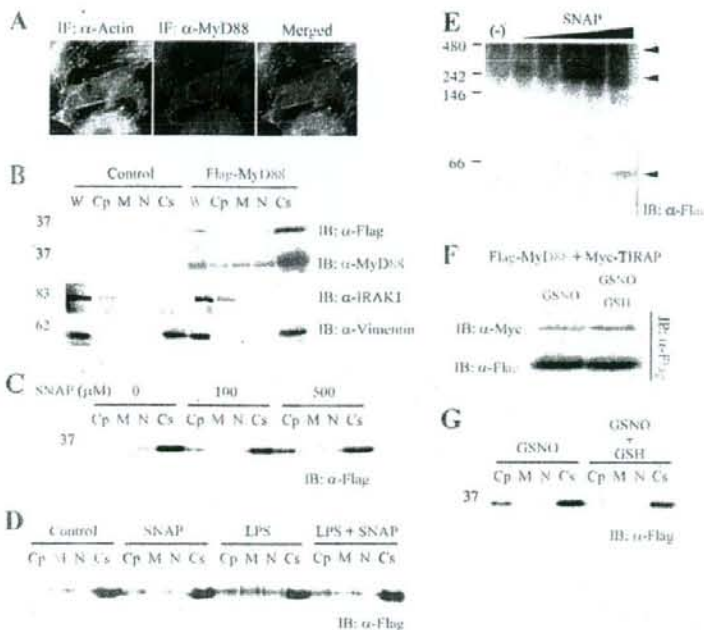 A
IF: α-Actin IF: α-MyD88 Merged
B
Control Flag-MyD88
W Cp M N Cs W Cp M N Cs
37 IB: α-Flag
37 IB: α-MyD88
83 IB: α-IRAK1
62 IB: α-Vimentin
C
SNAP (μM) 0 100 500
Cp M N Cs Cp M N Cs Cp M N Cs
37
IB: α-Flag
D
Control SNAP LPS LPS + SNAP
Cp M N Cs Cp M N Cs Cp M N Cs Cp M N Cs
IB: α-Flag
E
(-) SNAP
480
242
146
66
IB: α-Flag
F
Flag-MyD88 + Myc-TIRAP
GSNO
GSNO
GSH
IB: α-Myc
IB: α-Flag
IP: α-Flag
G
GSNO
GSNO
+
GSH
Cp M N Cs Cp M N Cs
37
IB: α-Flag